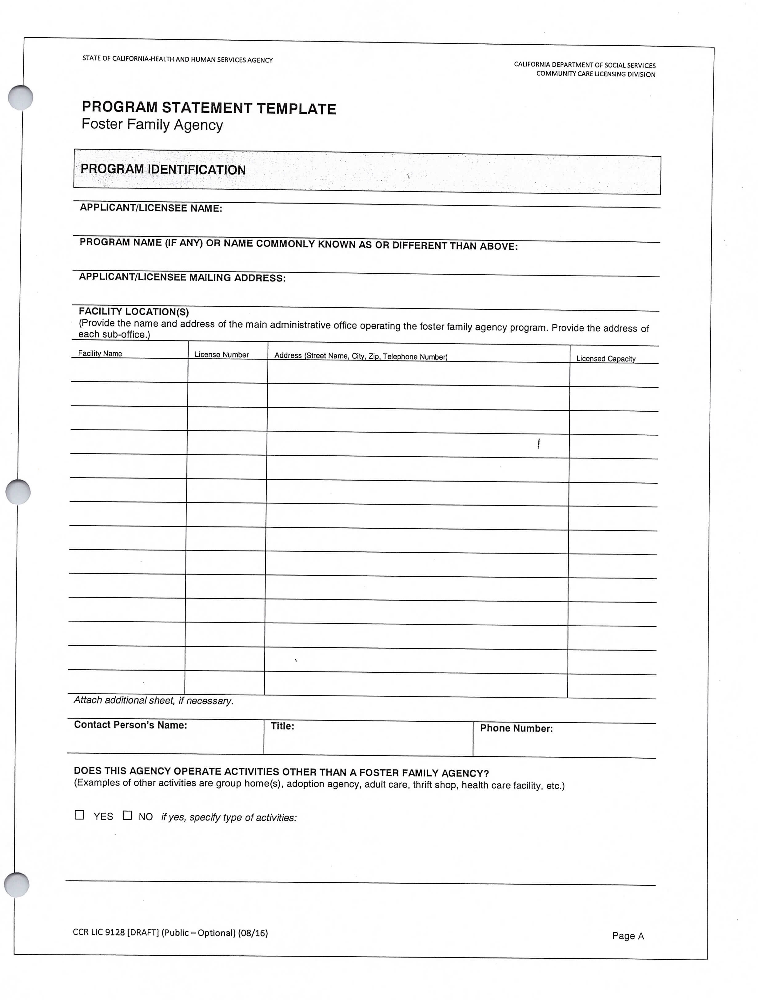 STATE OF CALIFORNIA-HEALTH AND HUMAN SERVICES AGENCY
CALIFORNIA DEPARTMENT OF SOCIAL SERVICES
COMMUNITY CARE LICENSING DIVISION
PROGRAM STATEMENT TEMPLATE
Foster Family Agency
PROGRAM IDENTIFICATION
APPLICANT/LICENSEE NAME:
PROGRAM NAME (IF ANY) OR NAME COMMONLY KNOWN AS OR DIFFERENT THAN ABOVE:
APPLICANT/LICENSEE MAILING ADDRESS:
FACILITY LOCATION(S)
(Provide the name and address of the main administrative office operating the foster family agency program. Provide the address of
each sub-office.)
Facility Name License Number Address (Street Name, City, Zip, Telephone Number) Licensed Capacity
Attach additional sheet, if necessary.
Contact Person's Name: Title: Phone Number:
DOES THIS AGENCY OPERATE ACTIVITIES OTHER THAN A FOSTER FAMILY AGENCY?
(Examples of other activities are group home(s), adoption agency, adult care, thrift shop, health care facility, etc.)
☐ YES ☐ NO if yes, specify type of activities:
CCR LIC 9128 [DRAFT] (Public – Optional) (08/16) Page A